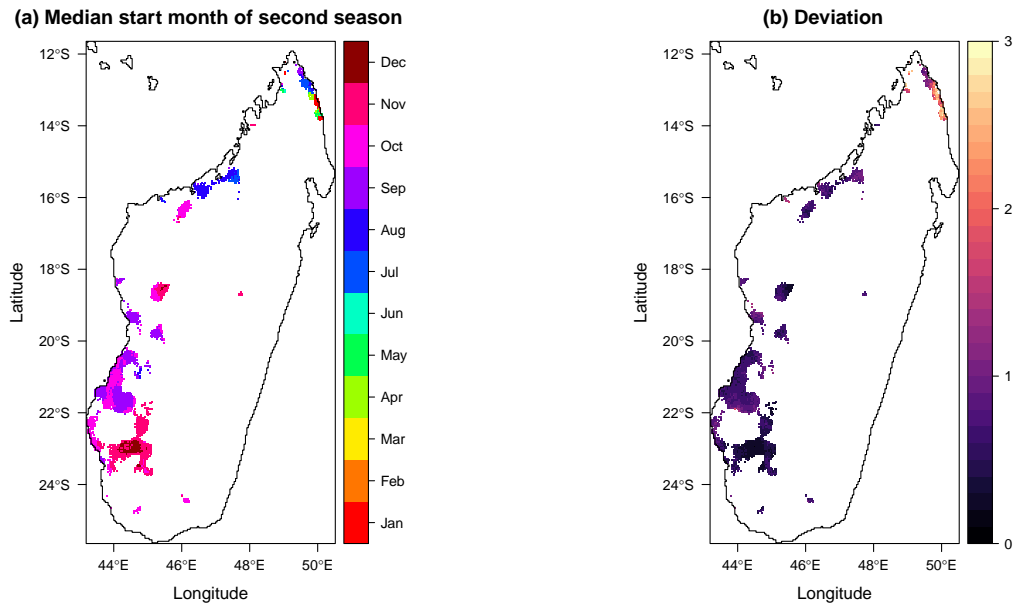 (a) Median start month of second season
12°S
14°S
16°S
18°S
20°S
22°S
24°S
Latitude
44°E
46°E
48°E
50°E
Longitude
Dec
Nov
Oct
Sep
Aug
Jul
Jun
May
Apr
Mar
Feb
Jan
(b) Deviation
12°S
14°S
16°S
18°S
20°S
22°S
24°S
Latitude
44°E
46°E
48°E
50°E
Longitude
3
2
1
0